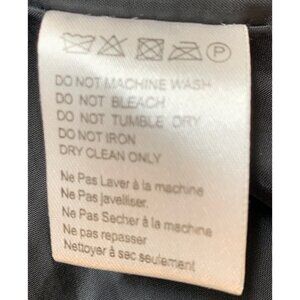 P
DO NOT MACHINE WASH
DO NOT BLEACH
DO NOT TUMBLE DRY
DO NOT IRON
DRY CLEAN ONLY
Ne Pas Laver à la machine
Ne Pas javelliser.
Ne Pas Secher à la machine
Ne pas repasser
Nettoyer à sec seulement